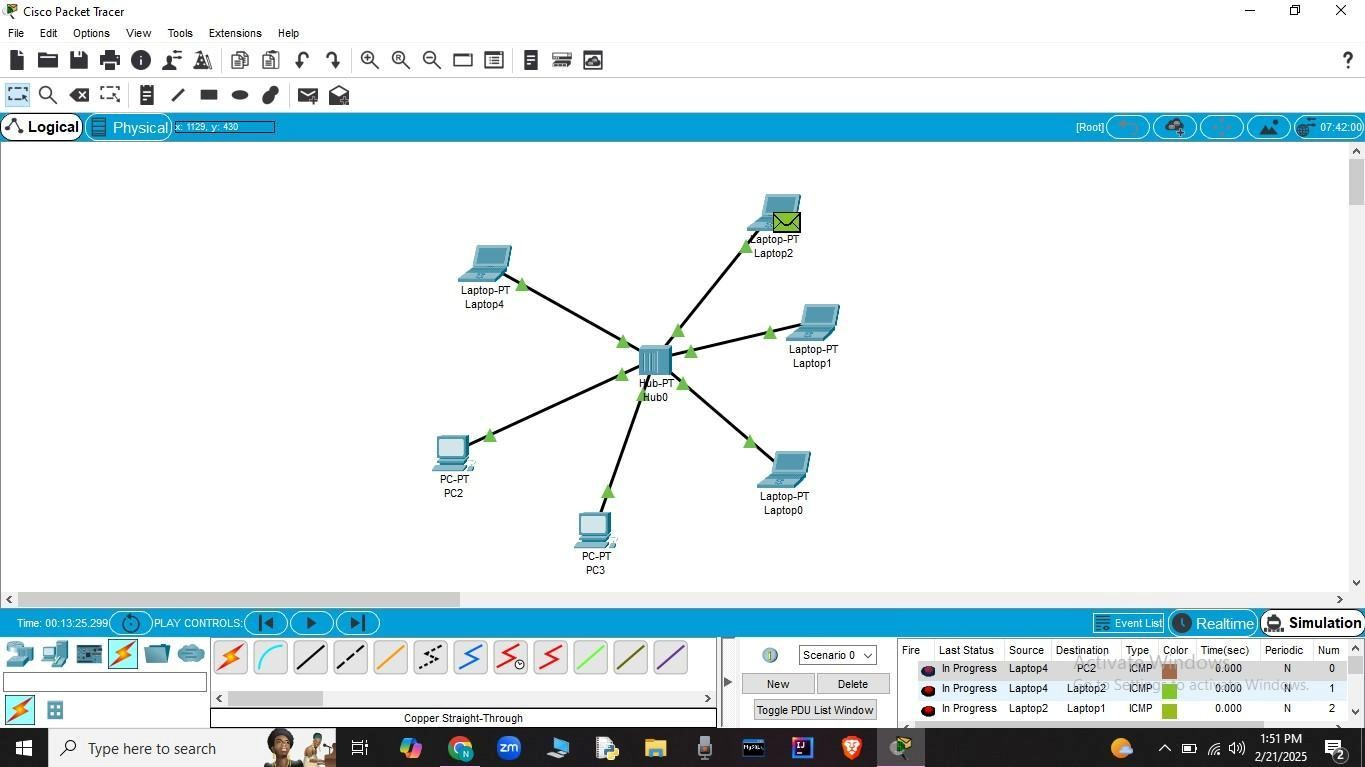 Cisco Packet Tracer
File Edit Options View Tools Extensions Help
Logical Physical x: 1129, y: 430 [Root] 07:42:00
Laptop-PT
Laptop2
Laptop-PT
Laptop4
Laptop-PT
Laptop1
Hub-PT
Hub0
PC-PT
PC2
Laptop-PT
Laptop0
PC-PT
PC3
Time: 00:13:25.299 PLAY CONTROLS: Event List Realtime Simulation
Scenario 0
New Delete
Toggle PDU List Window
Copper Straight-Through
Fire Last Status Source Destination Type Color Time(sec) Periodic Num
In Progress Laptop4 PC2 ICMP 0.000 N 0
In Progress Laptop4 Laptop2 ICMP 0.000 N 1
In Progress Laptop2 Laptop1 ICMP 0.000 N 2
Activate Windows
Go to Settings to activate Windows.
Type here to search
zm
MySQL
1:51 PM
2/21/2025
2